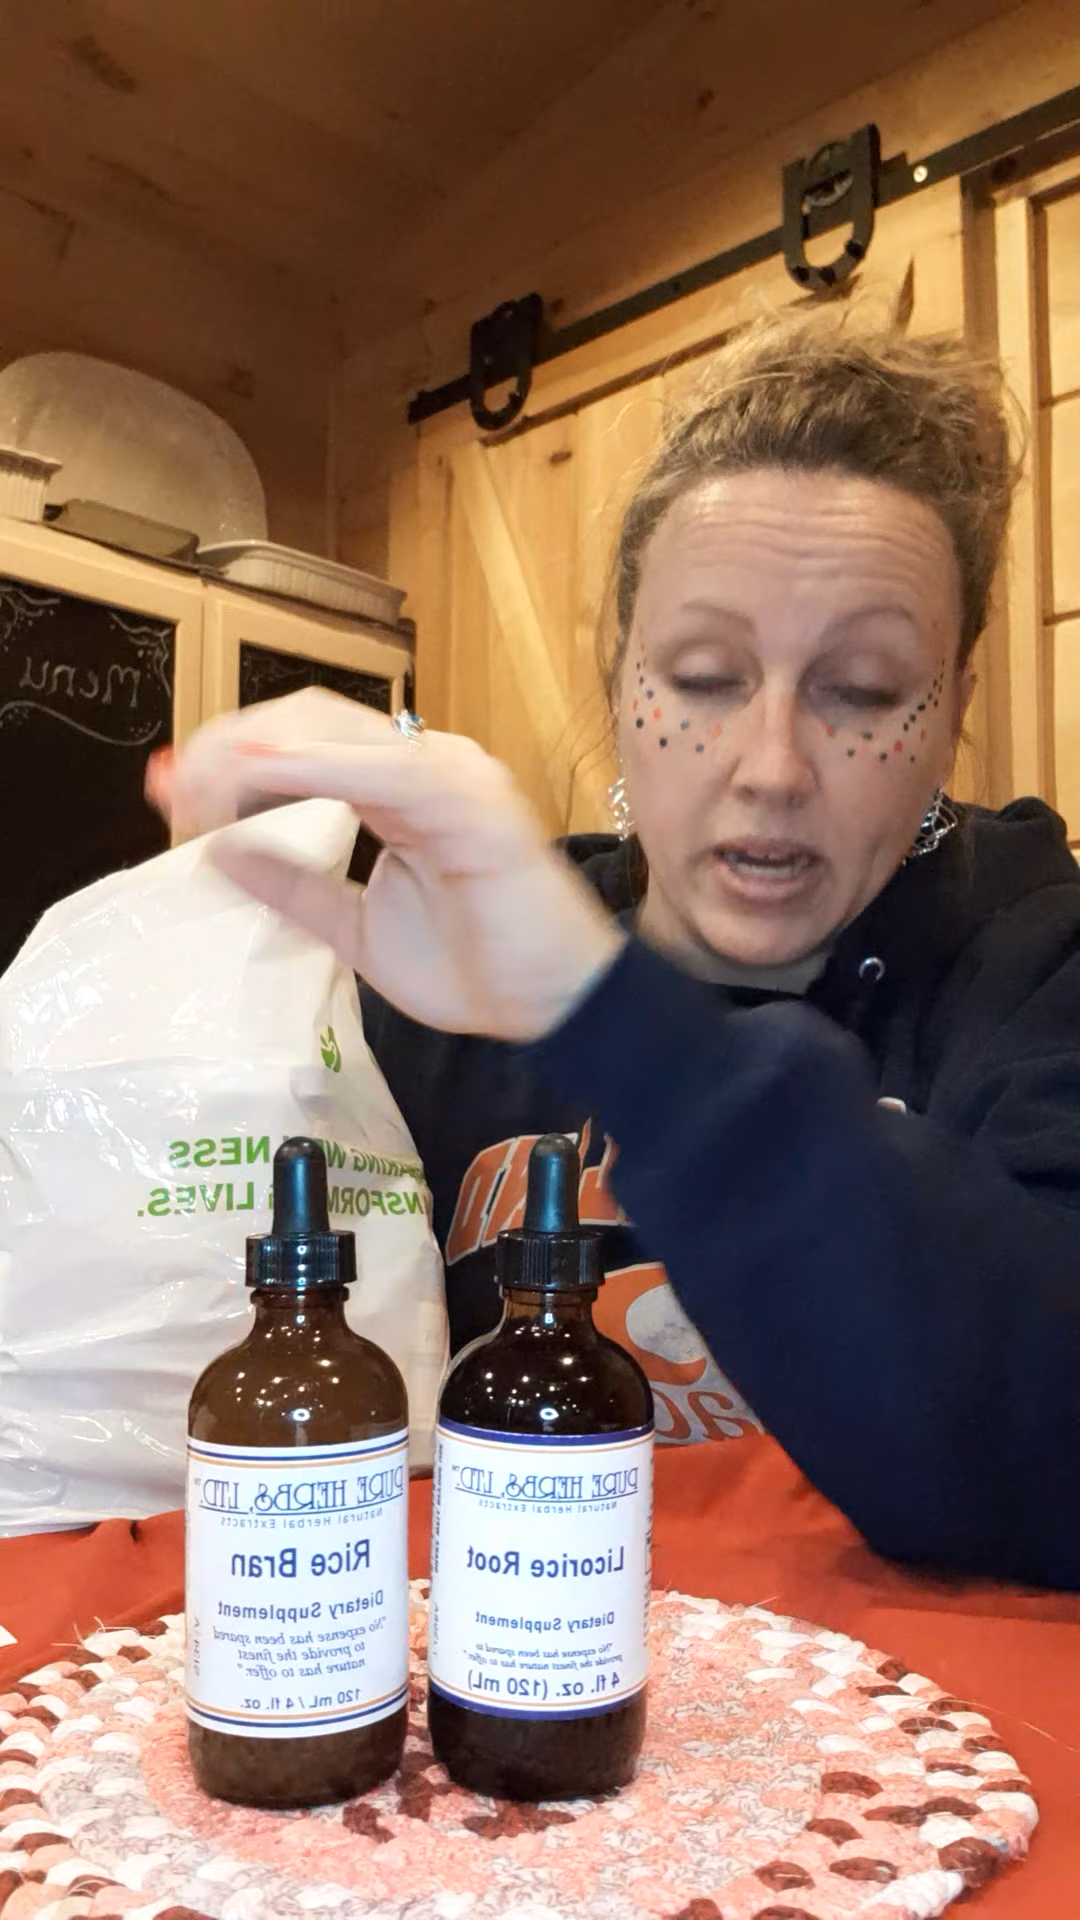 Menu
NESS
LIVES.
PURE HERBS, LTD.
Natural Herbal Extracts
Rice Bran
Dietary Supplement
"No expense has been spared
to provide the finest
nature has to offer."
120 mL / 4 fl. oz.
PURE HERBS, LTD.
Natural Herbal Extracts
Licorice Root
Dietary Supplement
"No expense has been spared to
provide the finest nature has to offer."
4 fl. oz. (120 mL)